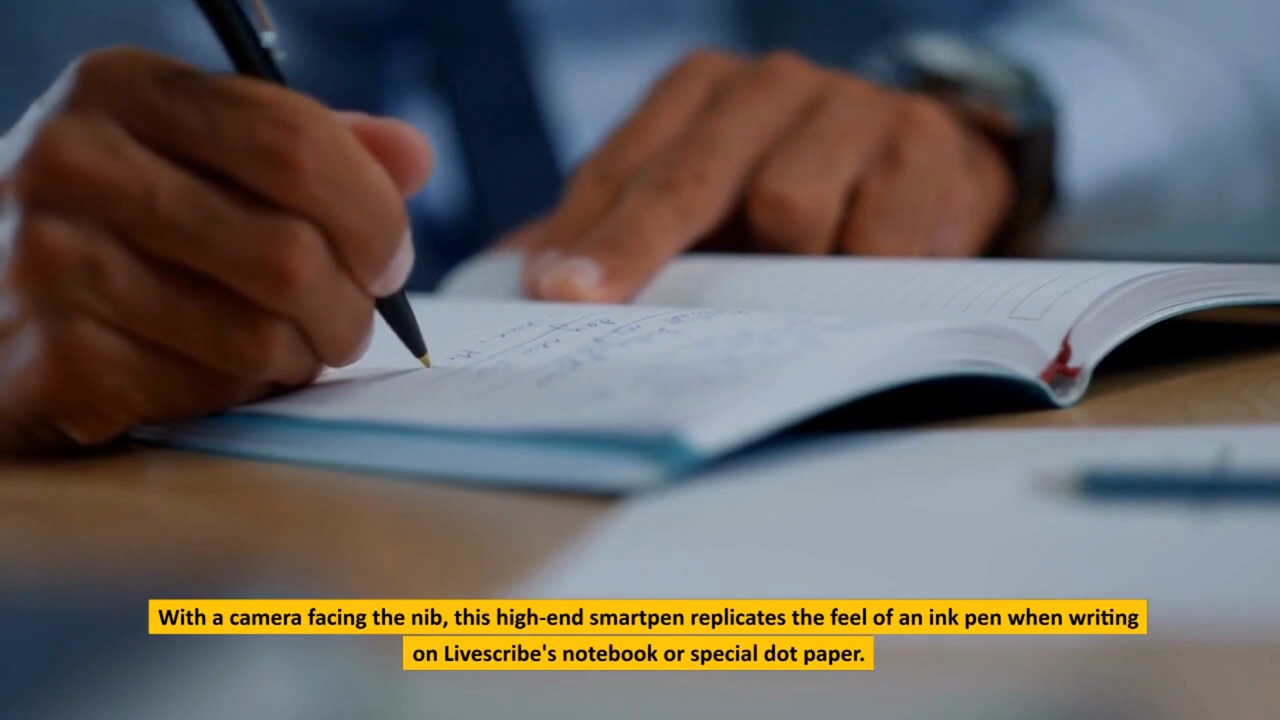 With a camera facing the nib, this high-end smartpen replicates the feel of an ink pen when writing
on Livescribe's notebook or special dot paper.